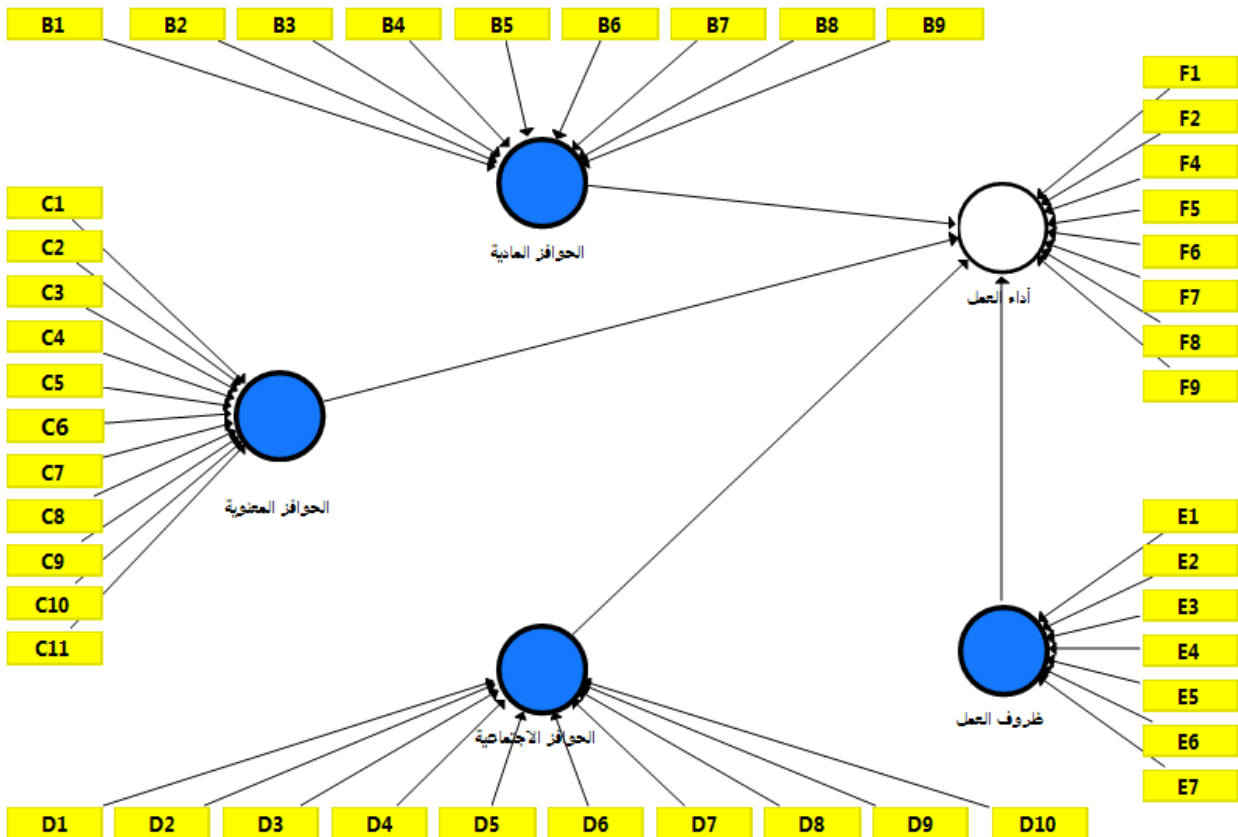 B1
B2
B3
B4
B5
B6
B7
B8
B9
F1
F2
F4
F5
F6
F7
F8
F9
الحوافز المادية
أداء العمل
C1
C2
C3
C4
C5
C6
C7
C8
C9
C10
C11
الحوافز المعنوية
E1
E2
E3
E4
E5
E6
E7
ظروف العمل
الحوافز الاجتماعية
D1
D2
D3
D4
D5
D6
D7
D8
D9
D10